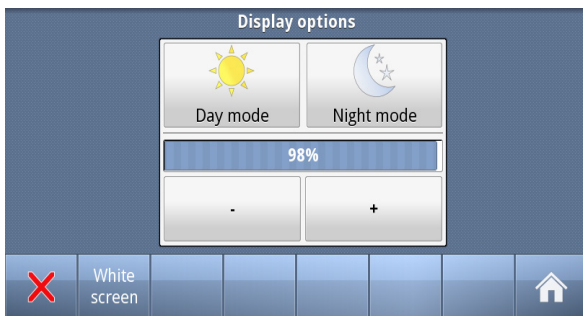 Display options
Day mode
Night mode
98%
-
+
White
screen